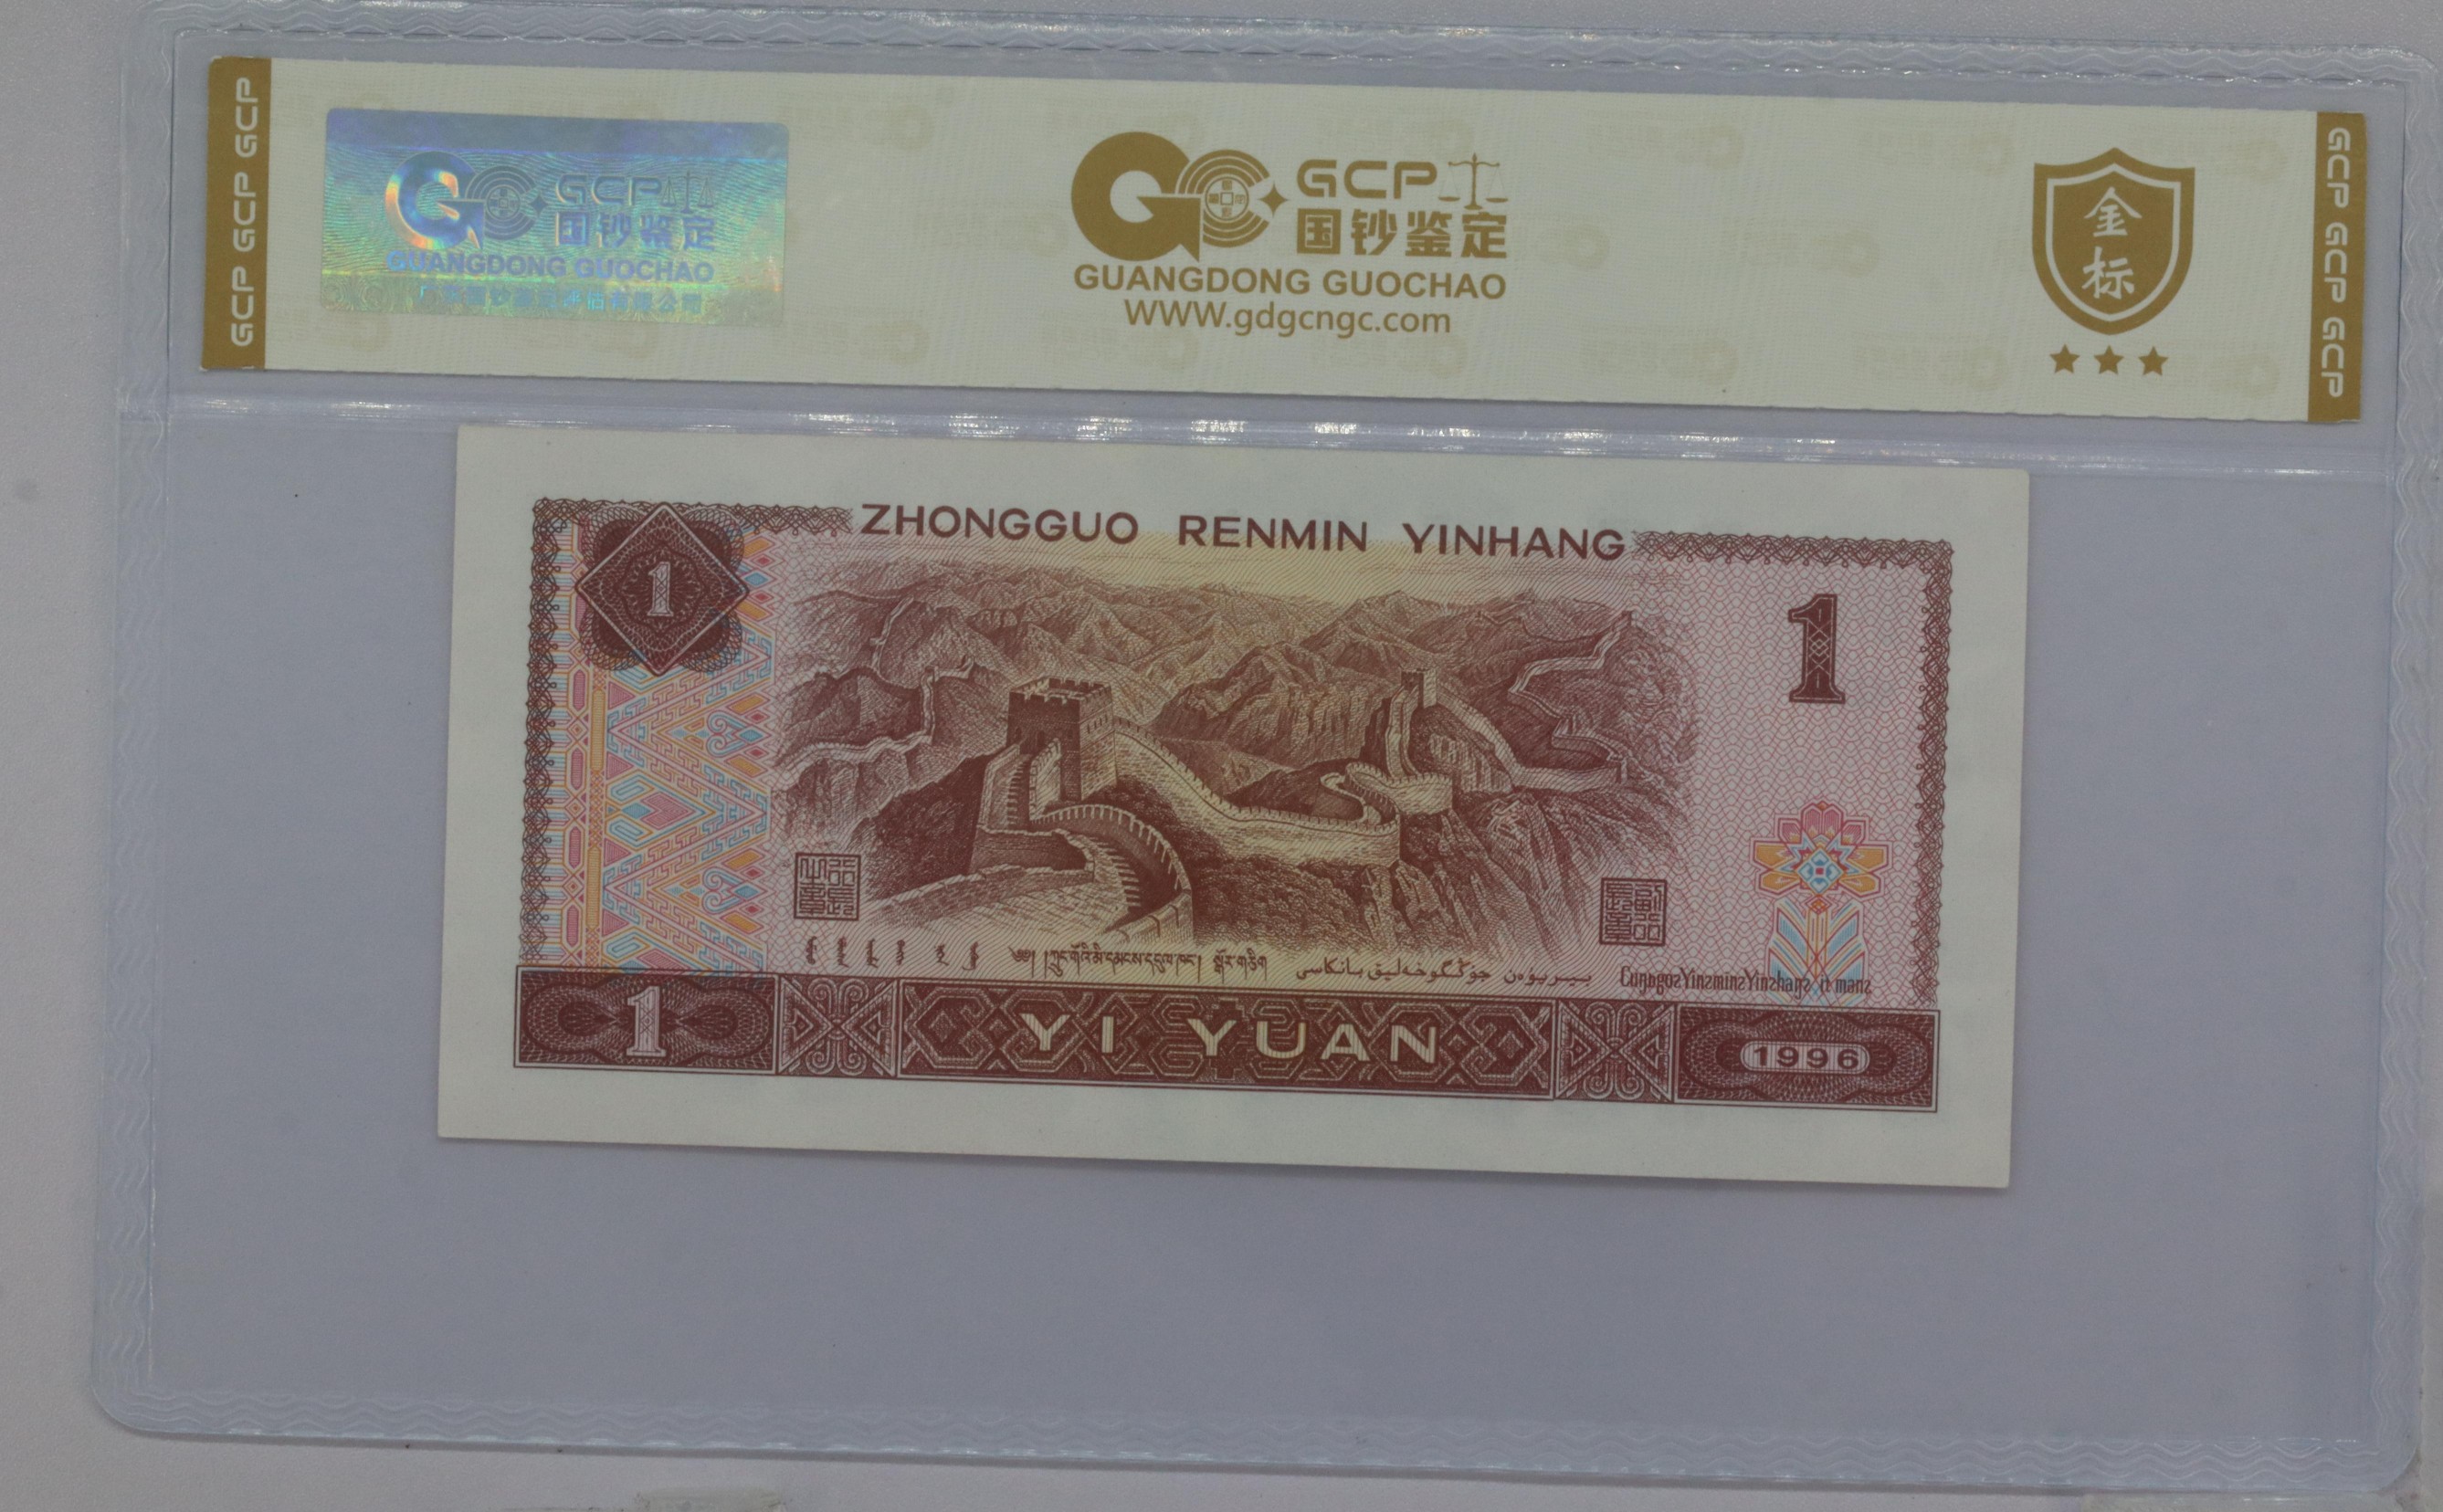 GCP GCP GCP
GCP
国钞鉴定
GUANGDONG GUOCHAO
GCP
国钞鉴定
GUANGDONG GUOCHAO
www.gdgcngc.com
金
标
GCP GCP GCP
ZHONGGUO RENMIN YINHANG
1
1
1
YI YUAN
1996